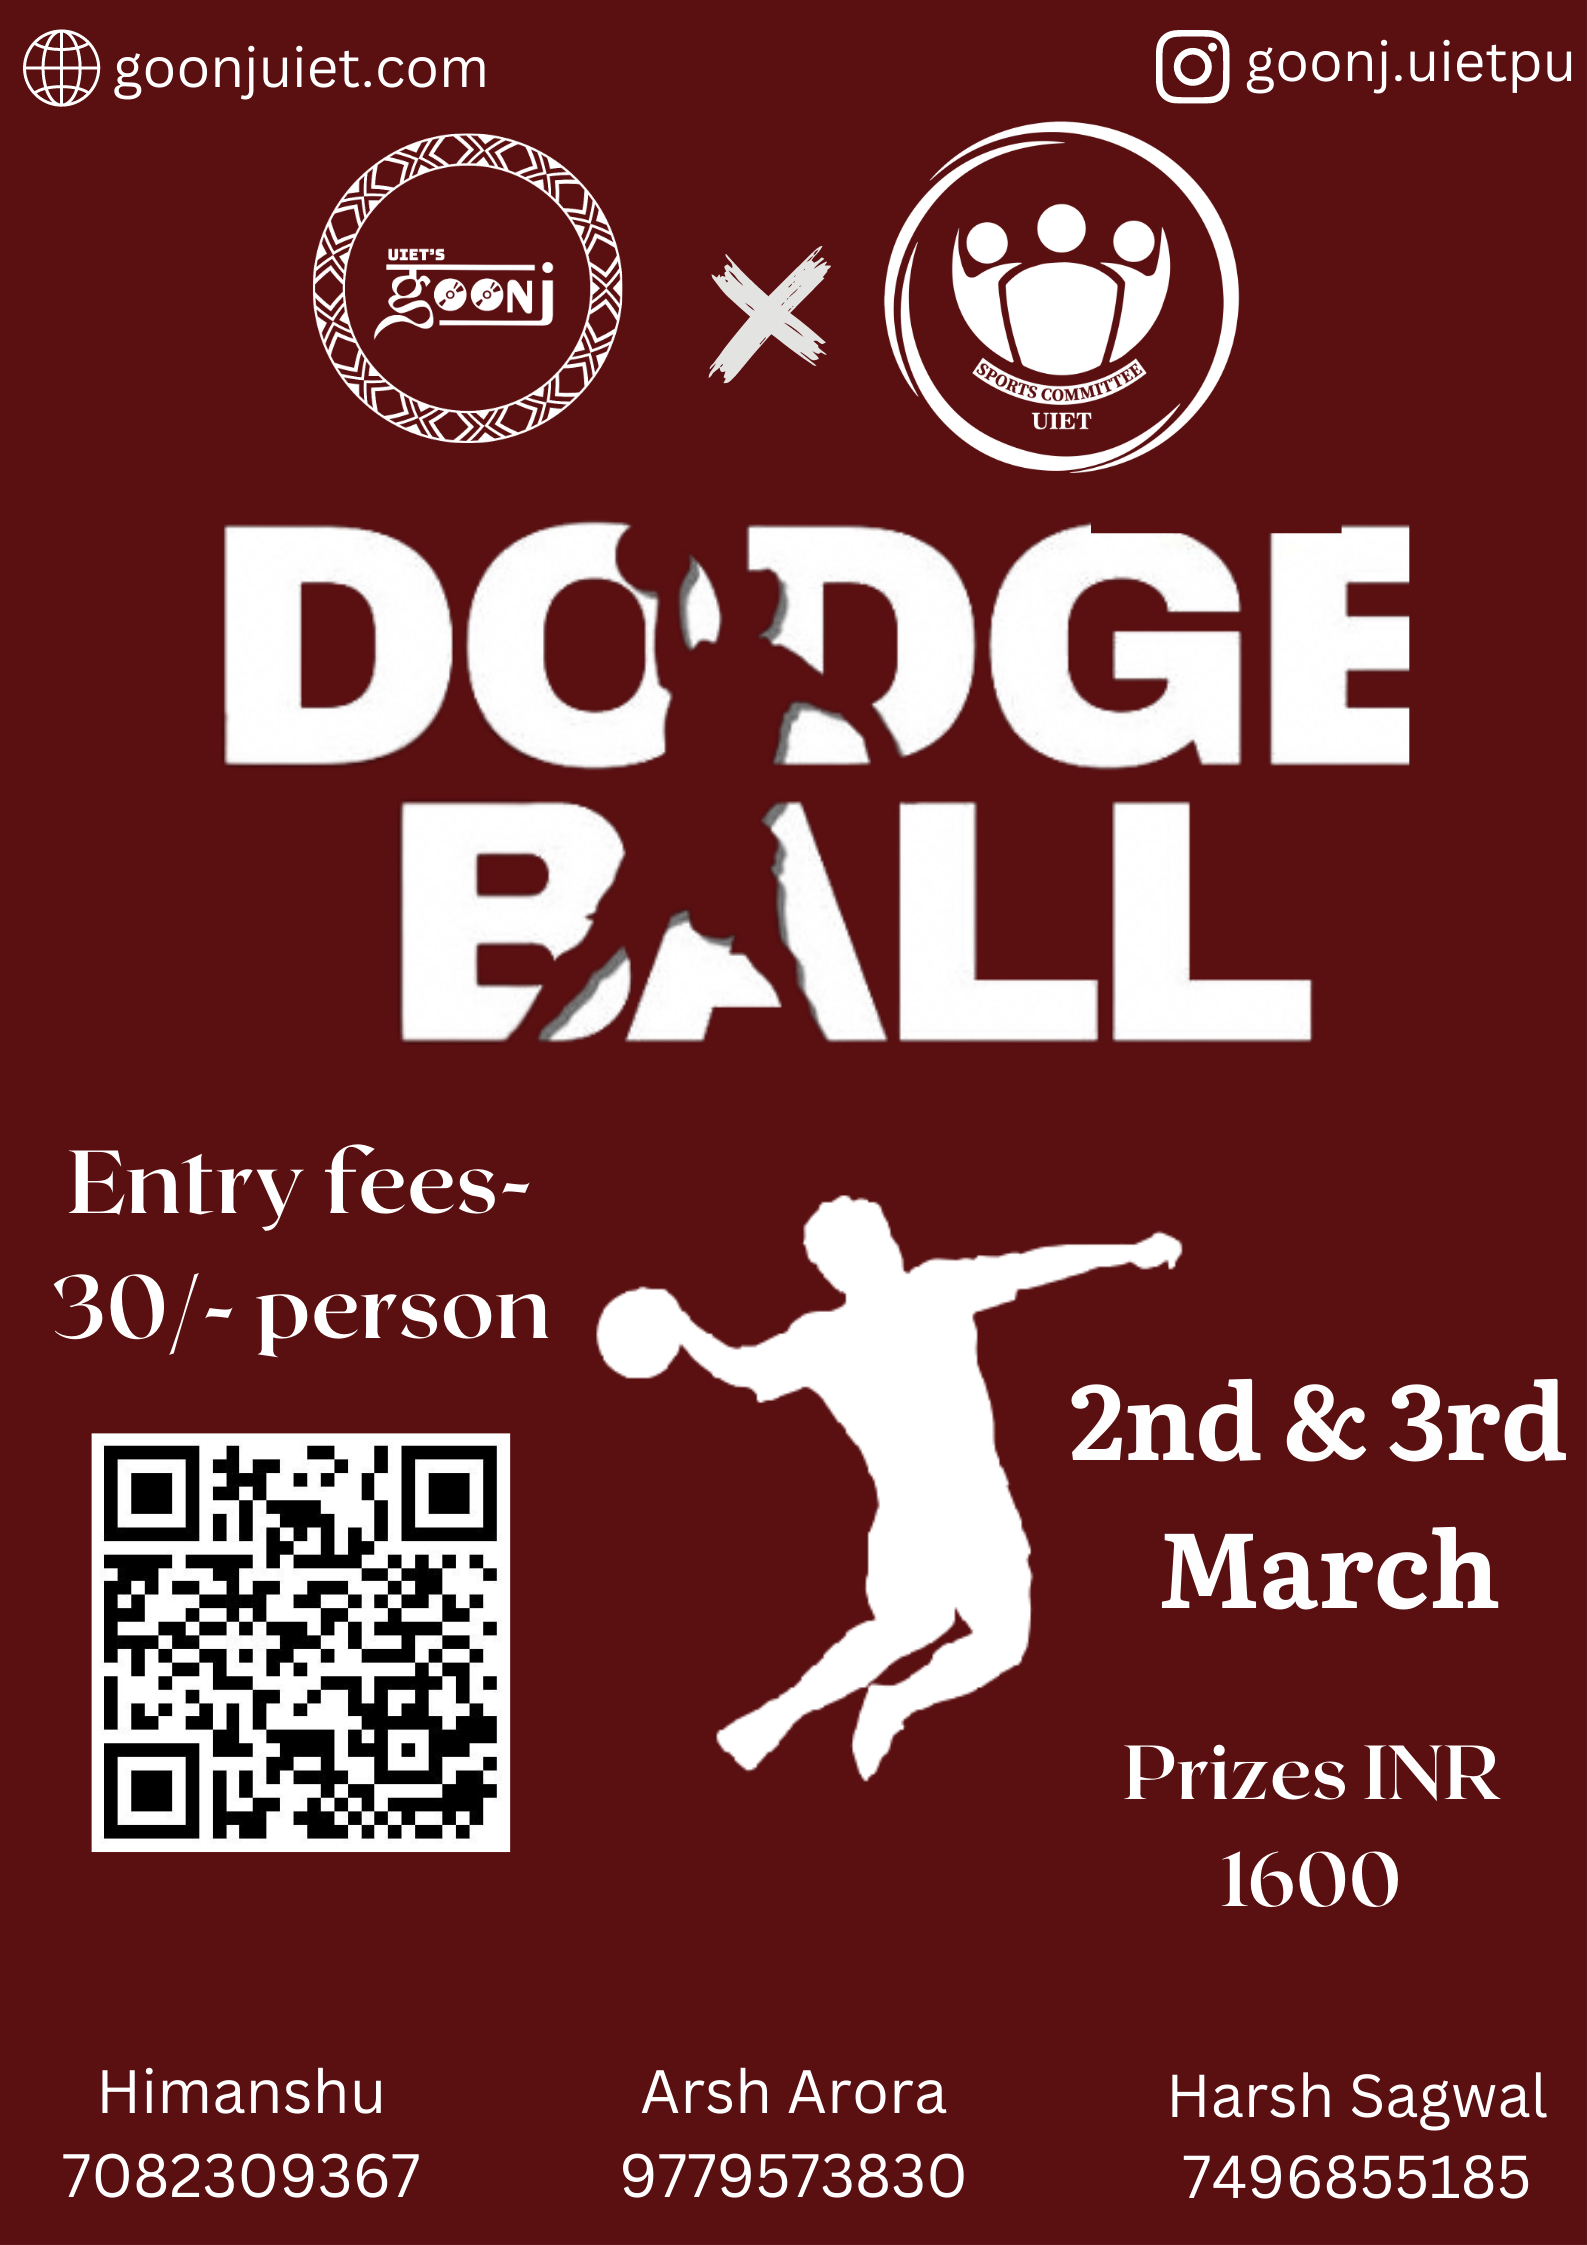 goonjuiet.com
goonj.uietpu
UIET'S
gOONj
SPORTS COMMITTEE
UIET
DODGE
BALL
Entry fees-
30/- person
2nd & 3rd
March
Prizes INR
1600
Himanshu
7082309367
Arsh Arora
9779573830
Harsh Sagwal
7496855185